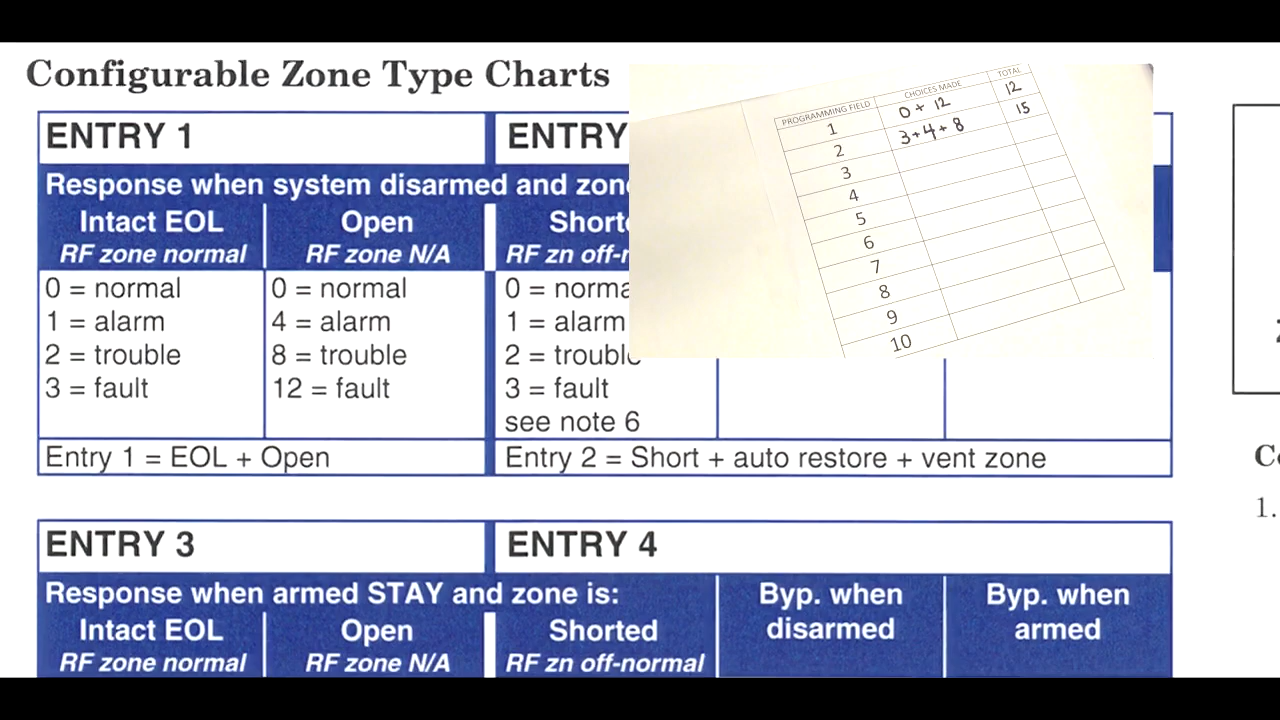 Configurable Zone Type Charts
ENTRY 1
ENTRY
Response when system disarmed and zone
Intact EOL
RF zone normal
Open
RF zone N/A
Shorte
RF zn off-n
0 = normal
1 = alarm
2 = trouble
3 = fault
0 = normal
4 = alarm
8 = trouble
12 = fault
0 = norma
1 = alarm
2 = trouble
3 = fault
see note 6
Entry 1 = EOL + Open
Entry 2 = Short + auto restore + vent zone
PROGRAMMING FIELD CHOICES MADE TOTAL
1 0 + 12 12
2 3+4+8 15
3
4
5
6
7
8
9
10
ENTRY 3
ENTRY 4
Response when armed STAY and zone is:
Intact EOL
RF zone normal
Open
RF zone N/A
Shorted
RF zn off-normal
Byp. when
disarmed
Byp. when
armed
1.